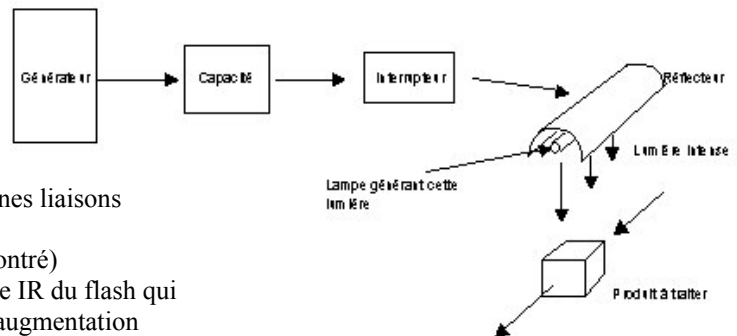 Générateur
Capacité
Interrupteur
Réflecteur
Lumière intense
Lampe générant cette
lumière
nes liaisons
ontré)
e IR du flash qui
augmentation
Produit à traiter